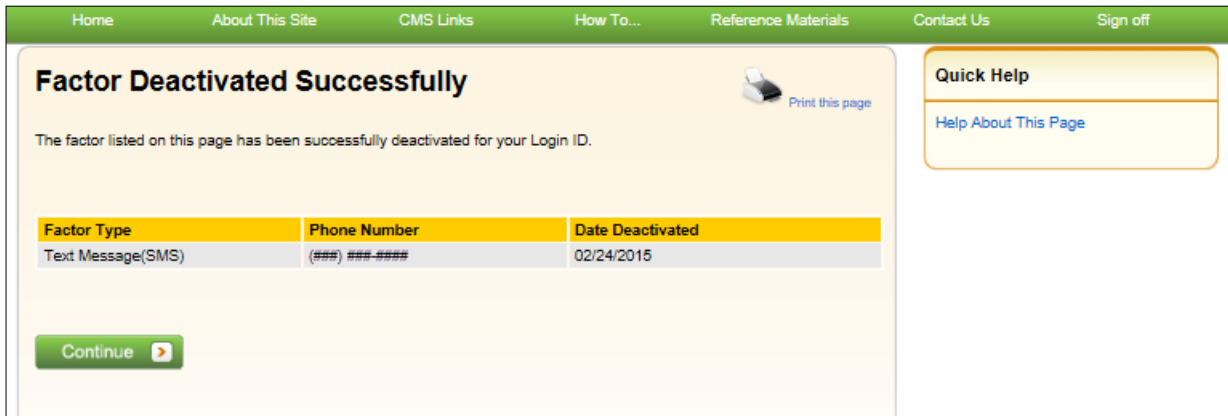 Home About This Site CMS Links How To... Reference Materials Contact Us Sign off
Factor Deactivated Successfully
Print this page
The factor listed on this page has been successfully deactivated for your Login ID.
Factor Type Phone Number Date Deactivated
Text Message(SMS) (###) ###-#### 02/24/2015
Continue
Quick Help
Help About This Page